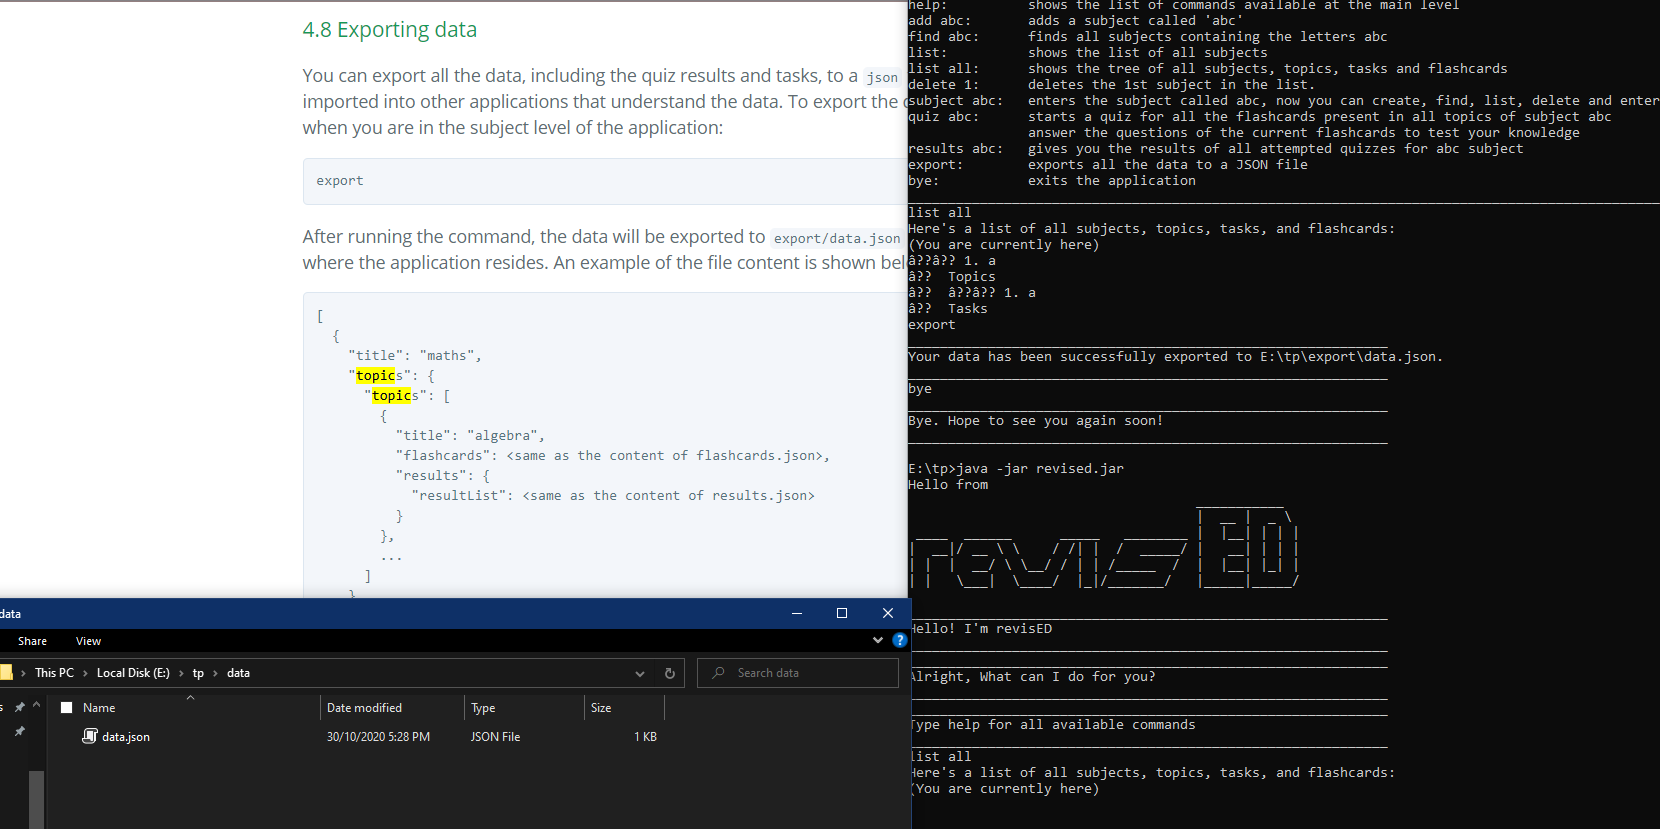 4.8 Exporting data
You can export all the data, including the quiz results and tasks, to a json
imported into other applications that understand the data. To export the
when you are in the subject level of the application:
export
After running the command, the data will be exported to export/data.json
where the application resides. An example of the file content is shown bel
[
{
"title": "maths",
"topics": {
"topics": [
{
"title": "algebra",
"flashcards": <same as the content of flashcards.json>,
"results": {
"resultList": <same as the content of results.json>
}
},
...
]
}
data
Share View
This PC > Local Disk (E:) > tp > data
Search data
Name Date modified Type Size
data.json 30/10/2020 5:28 PM JSON File 1 KB
help: shows the list of commands available at the main level
add abc: adds a subject called 'abc'
find abc: finds all subjects containing the letters abc
list: shows the list of all subjects
list all: shows the tree of all subjects, topics, tasks and flashcards
delete 1: deletes the 1st subject in the list.
subject abc: enters the subject called abc, now you can create, find, list, delete and enter
quiz abc: starts a quiz for all the flashcards present in all topics of subject abc
answer the questions of the current flashcards to test your knowledge
results abc: gives you the results of all attempted quizzes for abc subject
export: exports all the data to a JSON file
bye: exits the application
list all
Here's a list of all subjects, topics, tasks, and flashcards:
(You are currently here)
â??â?? 1. a
â?? Topics
â?? â??â?? 1. a
â?? Tasks
export
Your data has been successfully exported to E:\tp\export\data.json.
bye
Bye. Hope to see you again soon!
E:\tp>java -jar revised.jar
Hello from
revisED
Hello! I'm revisED
Alright, What can I do for you?
Type help for all available commands
list all
Here's a list of all subjects, topics, tasks, and flashcards:
(You are currently here)